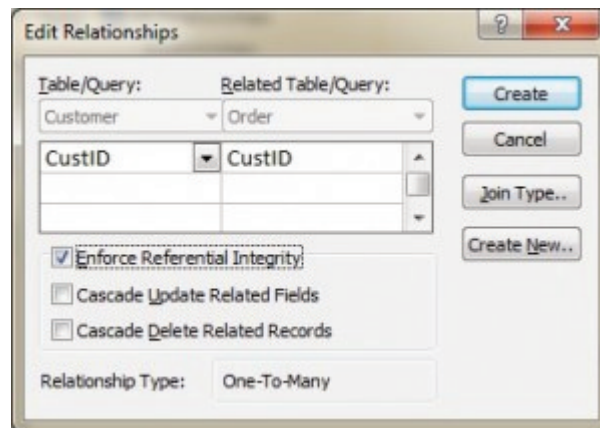 Edit Relationships
?
Table/Query: Related Table/Query:
Customer Order
CustID CustID
Create
Cancel
Join Type..
Create New..
Enforce Referential Integrity
Cascade Update Related Fields
Cascade Delete Related Records
Relationship Type: One-To-Many